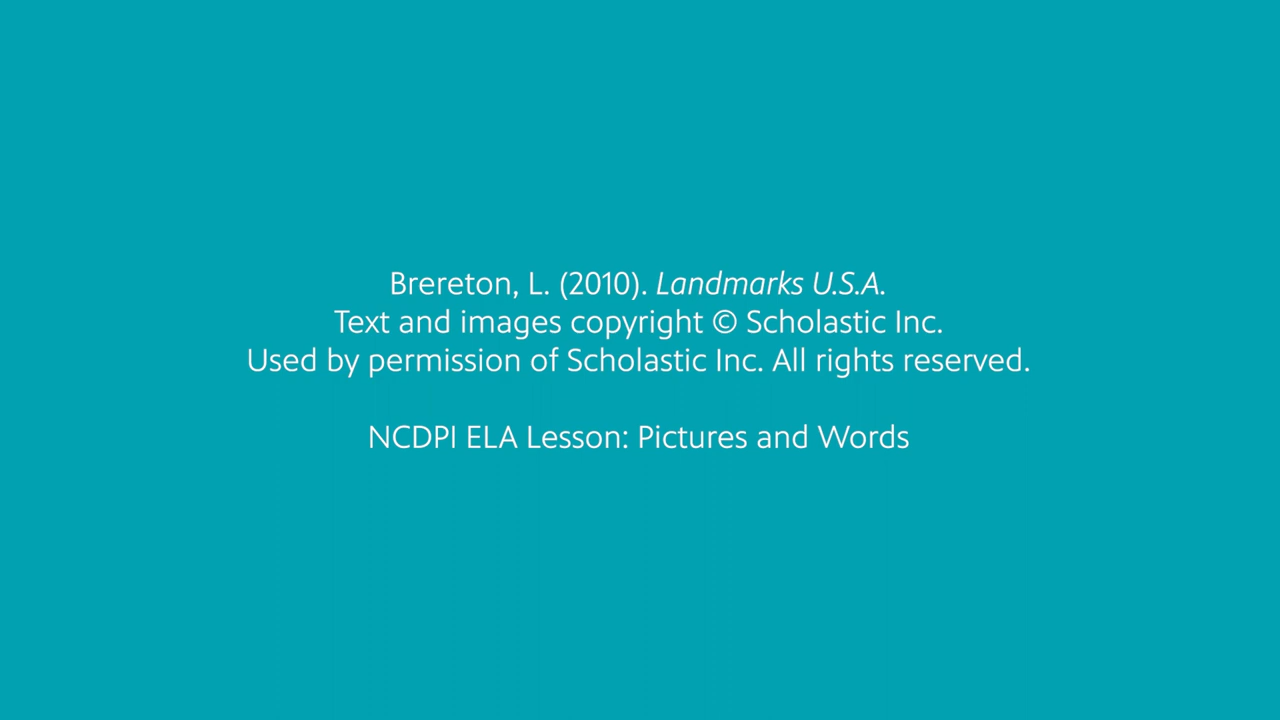 Brereton, L. (2010). Landmarks U.S.A.
Text and images copyright © Scholastic Inc.
Used by permission of Scholastic Inc. All rights reserved.
NCDPI ELA Lesson: Pictures and Words